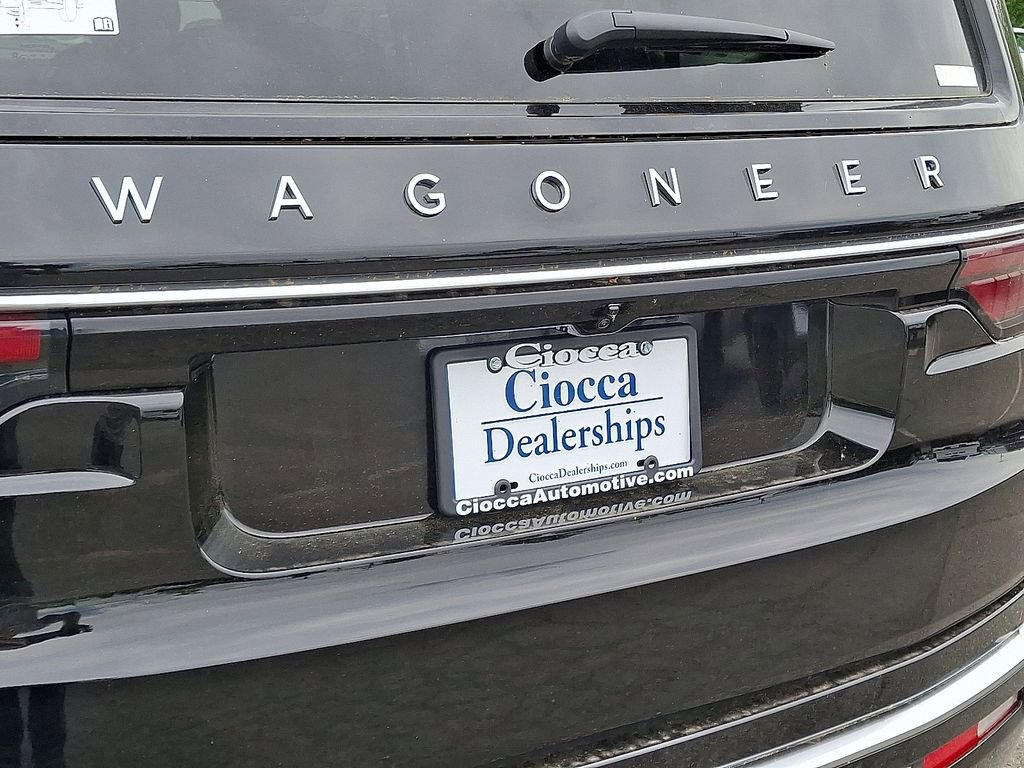 WAGONEER
Ciocca
Ciocca
Dealerships
CioccaDealerships.com
CioccaAutomotive.com